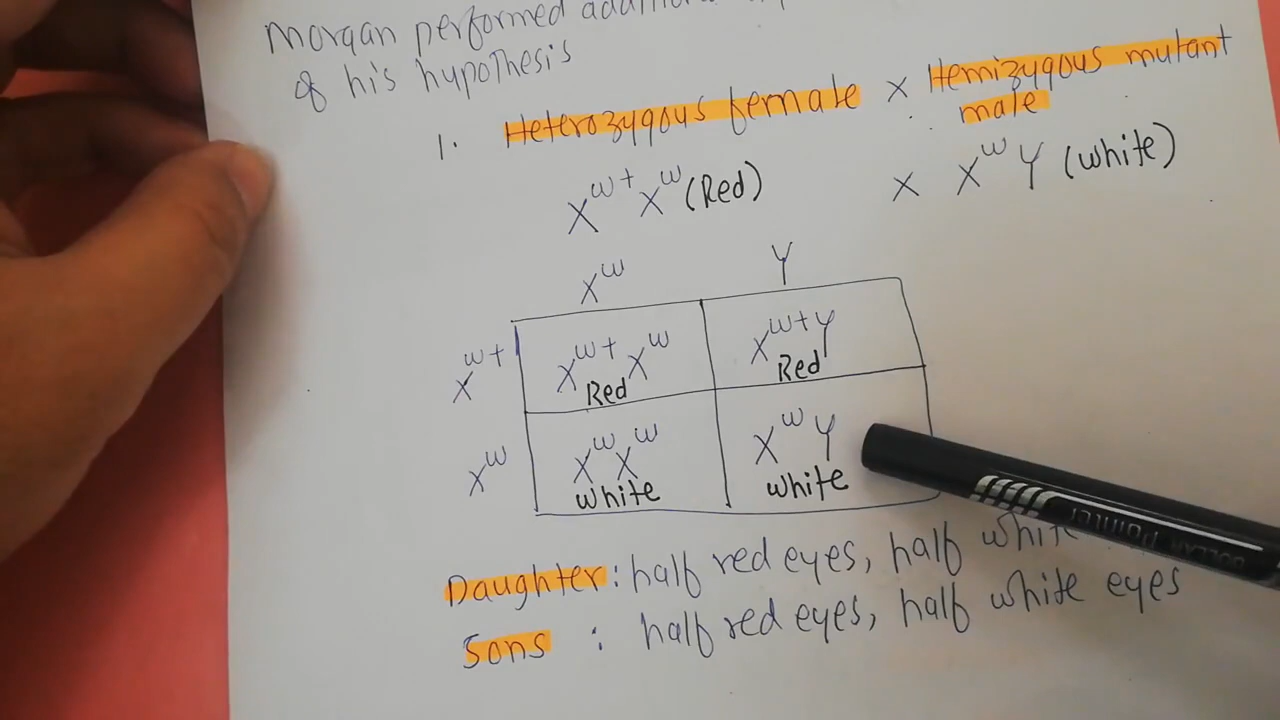 Morgan performed
of his hypothesis
1. Heterozygous female × Hemizygous mutant
male
X^w+ X^w (Red) × X^w Y (white)
X^w Y
X^w+ X^w+ X^w X^w+ Y
Red Red
X^w X^w X^w X^w Y
white white
Daughter : half red eyes, half
Sons : half red eyes, half white eyes